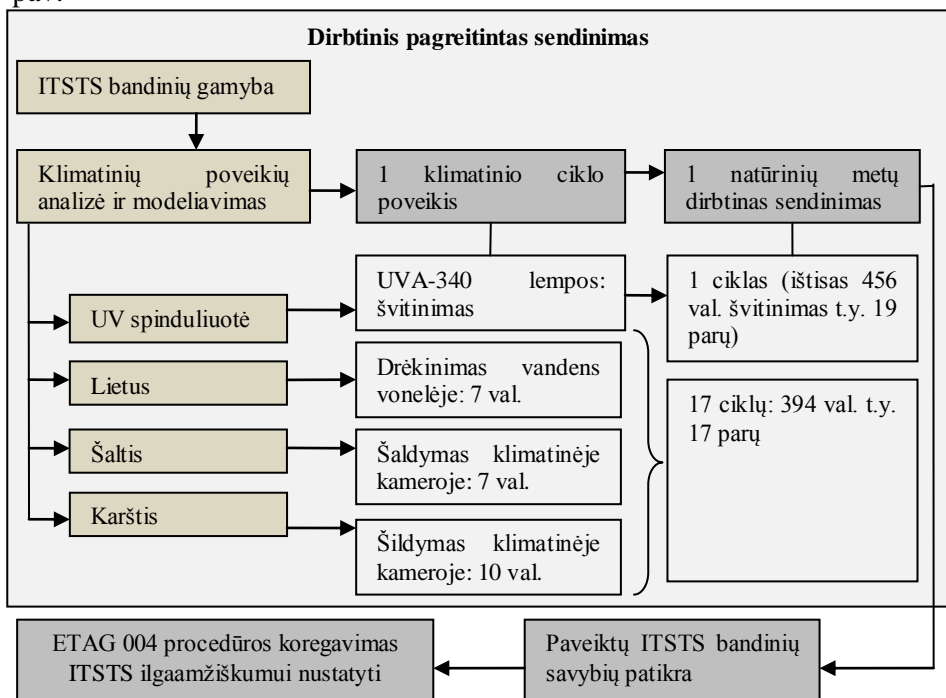 pav.
Dirbtinis pagreitintas sendinimas
ITSTS bandinių gamyba
Klimatinių poveikių
analizė ir modeliavimas
1 klimatinio ciklo
poveikis
1 natūrinių metų
dirbtinas sendinimas
UV spinduliuotė
UVA-340 lempos:
švitinimas
1 ciklas (ištisas 456
val. švitinimas t.y. 19
parų)
Lietus
Drėkinimas vandens
vonelėje: 7 val.
17 ciklų: 394 val. t.y.
17 parų
Šaltis
Šaldymas klimatinėje
kameroje: 7 val.
Karštis
Šildymas klimatinėje
kameroje: 10 val.
ETAG 004 procedūros koregavimas
ITSTS ilgaamžiškumui nustatyti
Paveiktų ITSTS bandinių
savybių patikra